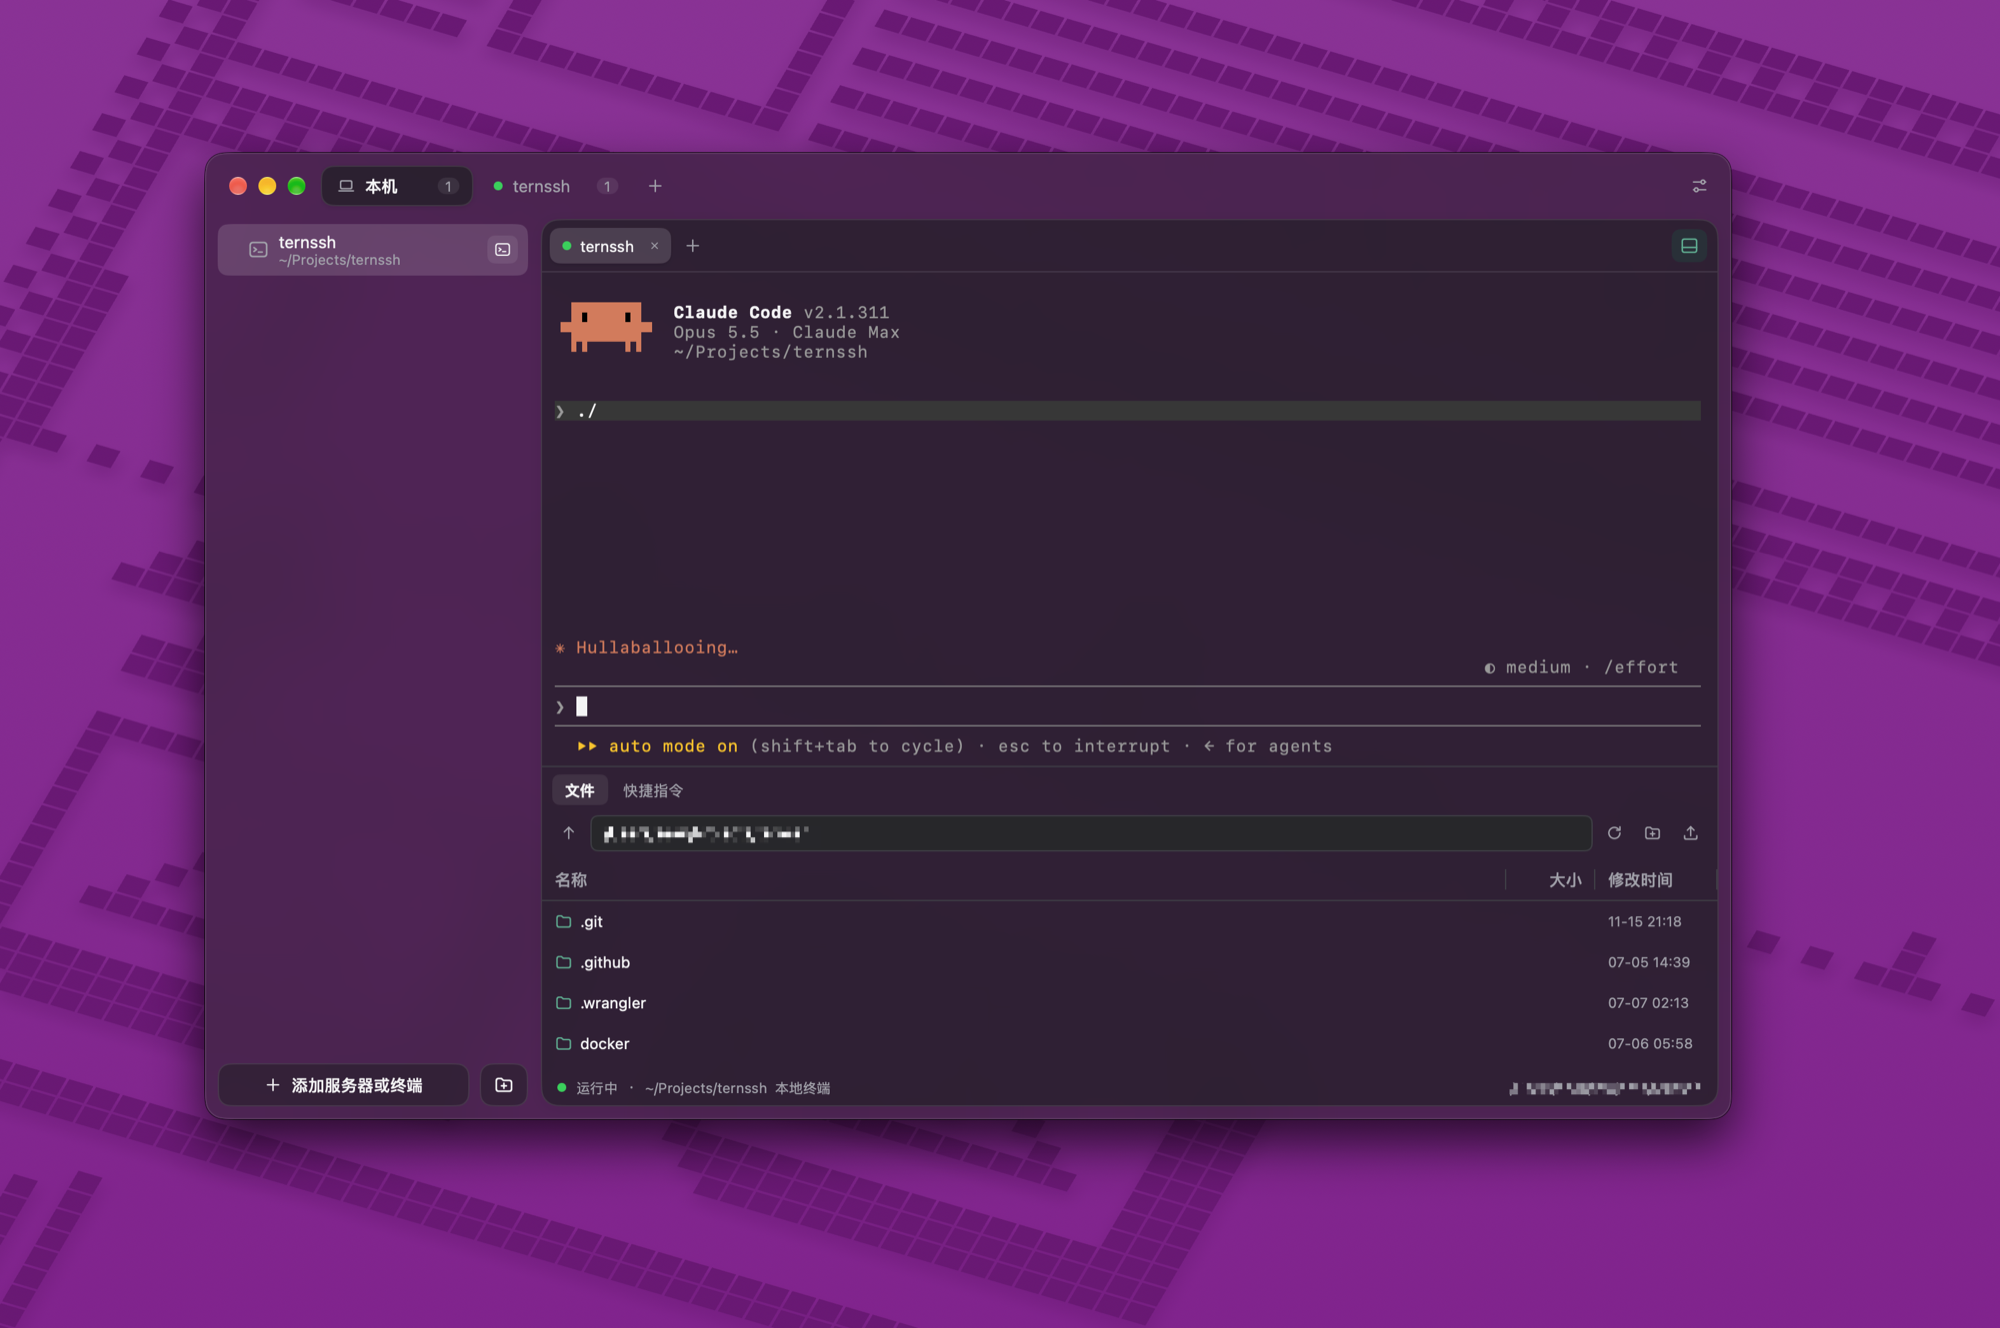 本机 1 ternssh 1
ternssh
~/Projects/ternssh
ternssh
Claude Code v2.1.311
Opus 5.5 · Claude Max
~/Projects/ternssh
❯ ./
✳ Hullaballooing…
◐ medium · /effort
❯
⏵⏵ auto mode on (shift+tab to cycle) · esc to interrupt · ← for agents
文件 快捷指令
名称 大小 修改时间
.git 11-15 21:18
.github 07-05 14:39
.wrangler 07-07 02:13
docker 07-06 05:58
添加服务器或终端
运行中 · ~/Projects/ternssh 本地终端